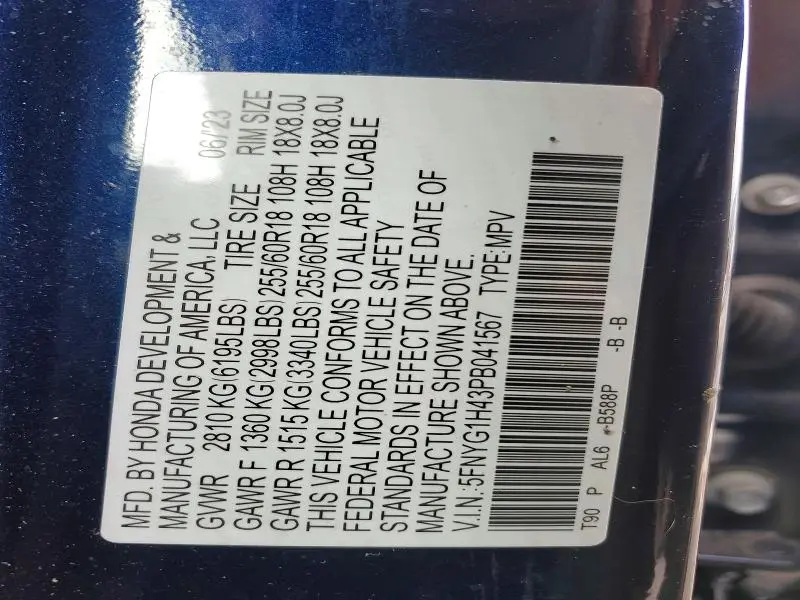 MFD. BY HONDA DEVELOPMENT &
MANUFACTURING OF AMERICA, LLC 06/'23
GVWR 2810 KG(6195LBS) TIRE SIZE RIM SIZE
GAWR F 1360 KG(2998LBS)255/60R18 108H 18X8.0J
GAWR R 1515 KG(3340LBS)255/60R18 108H 18X8.0J
THIS VEHICLE CONFORMS TO ALL APPLICABLE
FEDERAL MOTOR VEHICLE SAFETY
STANDARDS IN EFFECT ON THE DATE OF
MANUFACTURE SHOWN ABOVE.
V.I.N.:5FNYG1H43PB041567 TYPE:MPV
T90 P AL6 -B588P -B -B